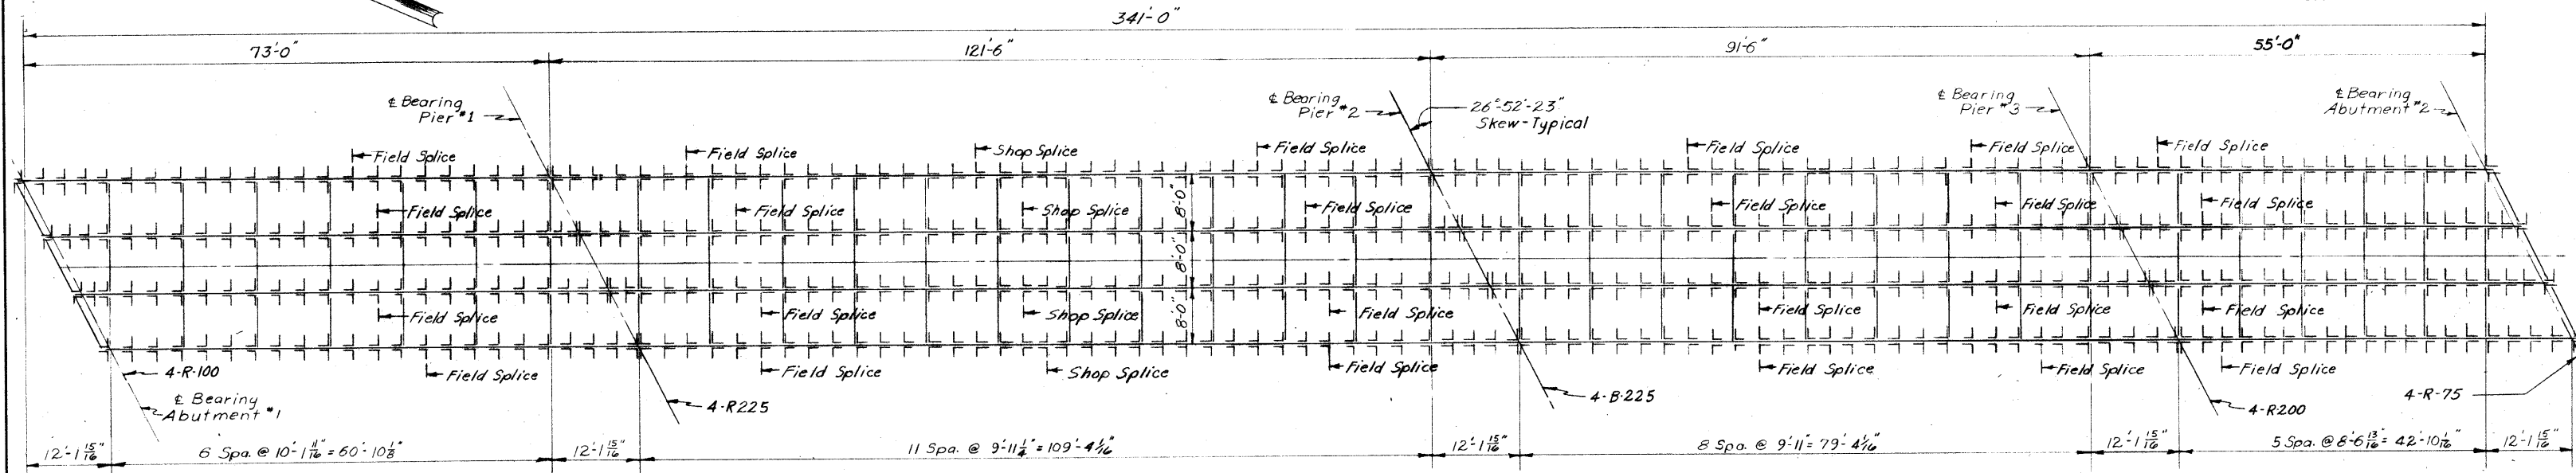 341'-0"
73'-0"
121'-6"
91'-6"
55'-0"
℄ Bearing
Pier #1
℄ Bearing
Pier #2
26°-52'-23"
Skew-Typical
℄ Bearing
Pier #3
℄ Bearing
Abutment #2
Field Splice
Field Splice
Shop Splice
Field Splice
Field Splice
Field Splice
Field Splice
8'-0"
Field Splice
Field Splice
Shop Splice
Field Splice
Field Splice
Field Splice
Field Splice
8'-0"
Field Splice
Field Splice
Shop Splice
Field Splice
Field Splice
Field Splice
Field Splice
8'-0"
Field Splice
Field Splice
Shop Splice
Field Splice
Field Splice
Field Splice
Field Splice
4-R-100
℄ Bearing
Abutment #1
4-R225
4-B-225
4-R-200
4-R-75
12'-1 15/16"
6 Spa. @ 10'-1 11/16" = 60'-10 1/8"
12'-1 15/16"
11 Spa. @ 9'-11 1/4" = 109'-4 1/16"
12'-1 15/16"
8 Spa. @ 9'-11" = 79'-4 1/16"
12'-1 15/16"
5 Spa. @ 8'-6 13/16" = 42'-10 1/16"
12'-1 15/16"